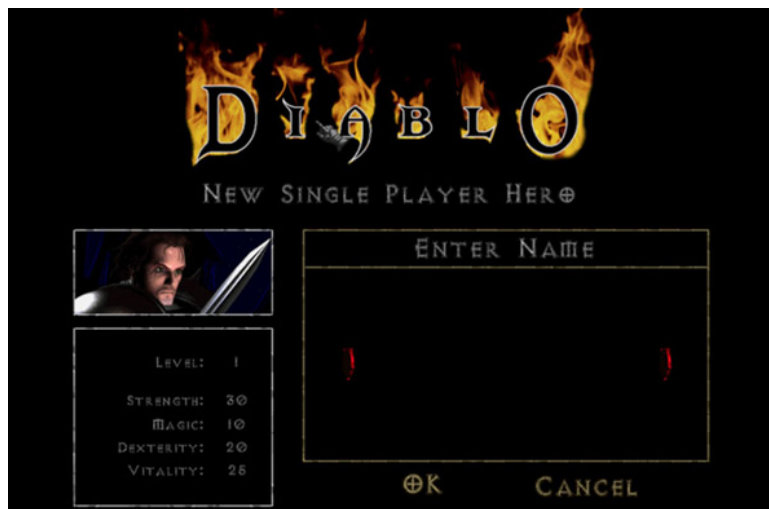 DIABLO
NEW SINGLE PLAYER HERO
ENTER NAME
LEVEL: 1
STRENGTH: 30
MAGIC: 10
DEXTERITY: 20
VITALITY: 25
OK
CANCEL